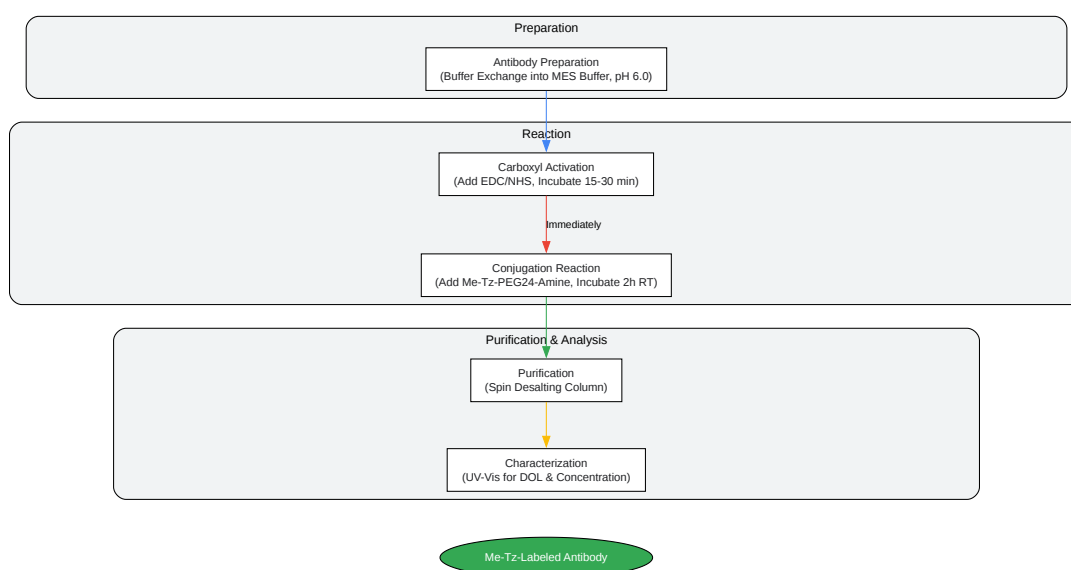 Preparation
Antibody Preparation
(Buffer Exchange into MES Buffer, pH 6.0)
Reaction
Carboxyl Activation
(Add EDC/NHS, Incubate 15-30 min)
Immediately
Conjugation Reaction
(Add Me-Tz-PEG24-Amine, Incubate 2h RT)
Purification & Analysis
Purification
(Spin Desalting Column)
Characterization
(UV-Vis for DOL & Concentration)
Me-Tz-Labeled Antibody